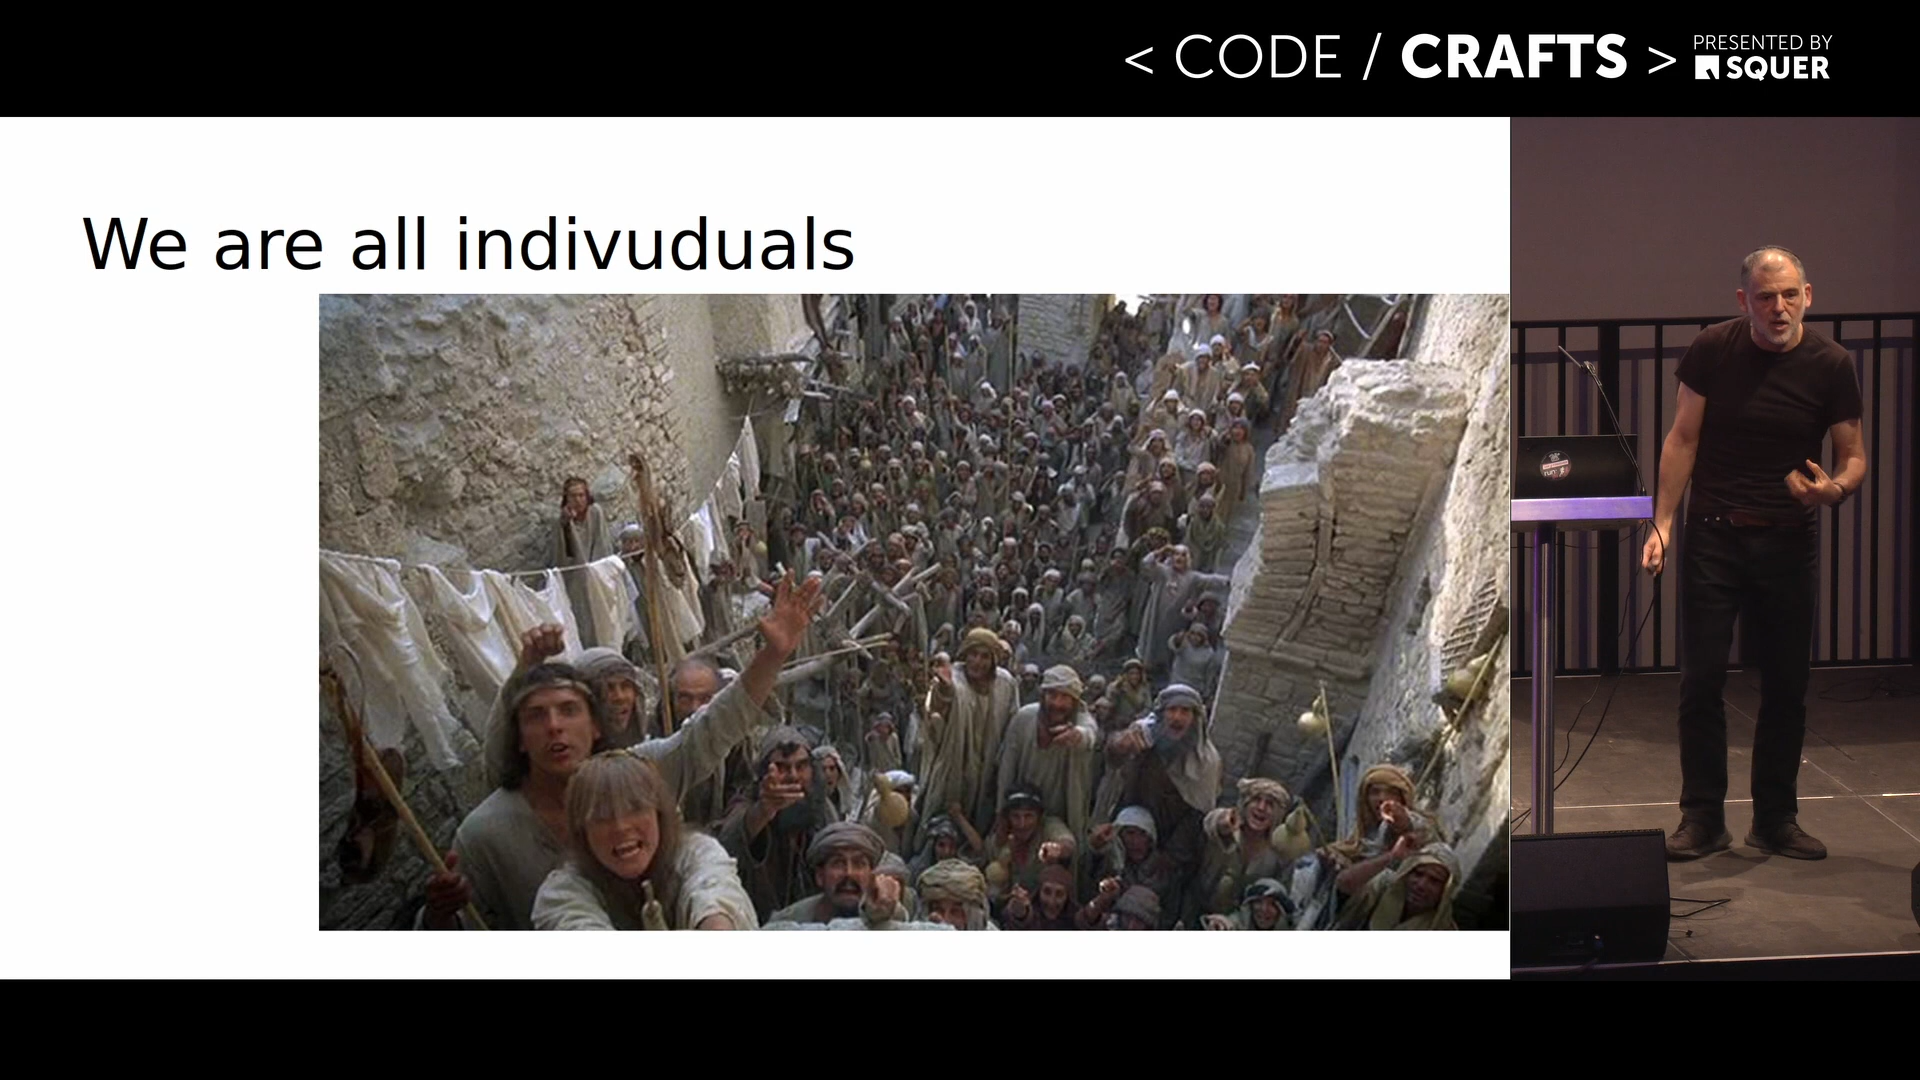 < CODE / CRAFTS >
PRESENTED BY
SQUER
We are all indivuduals